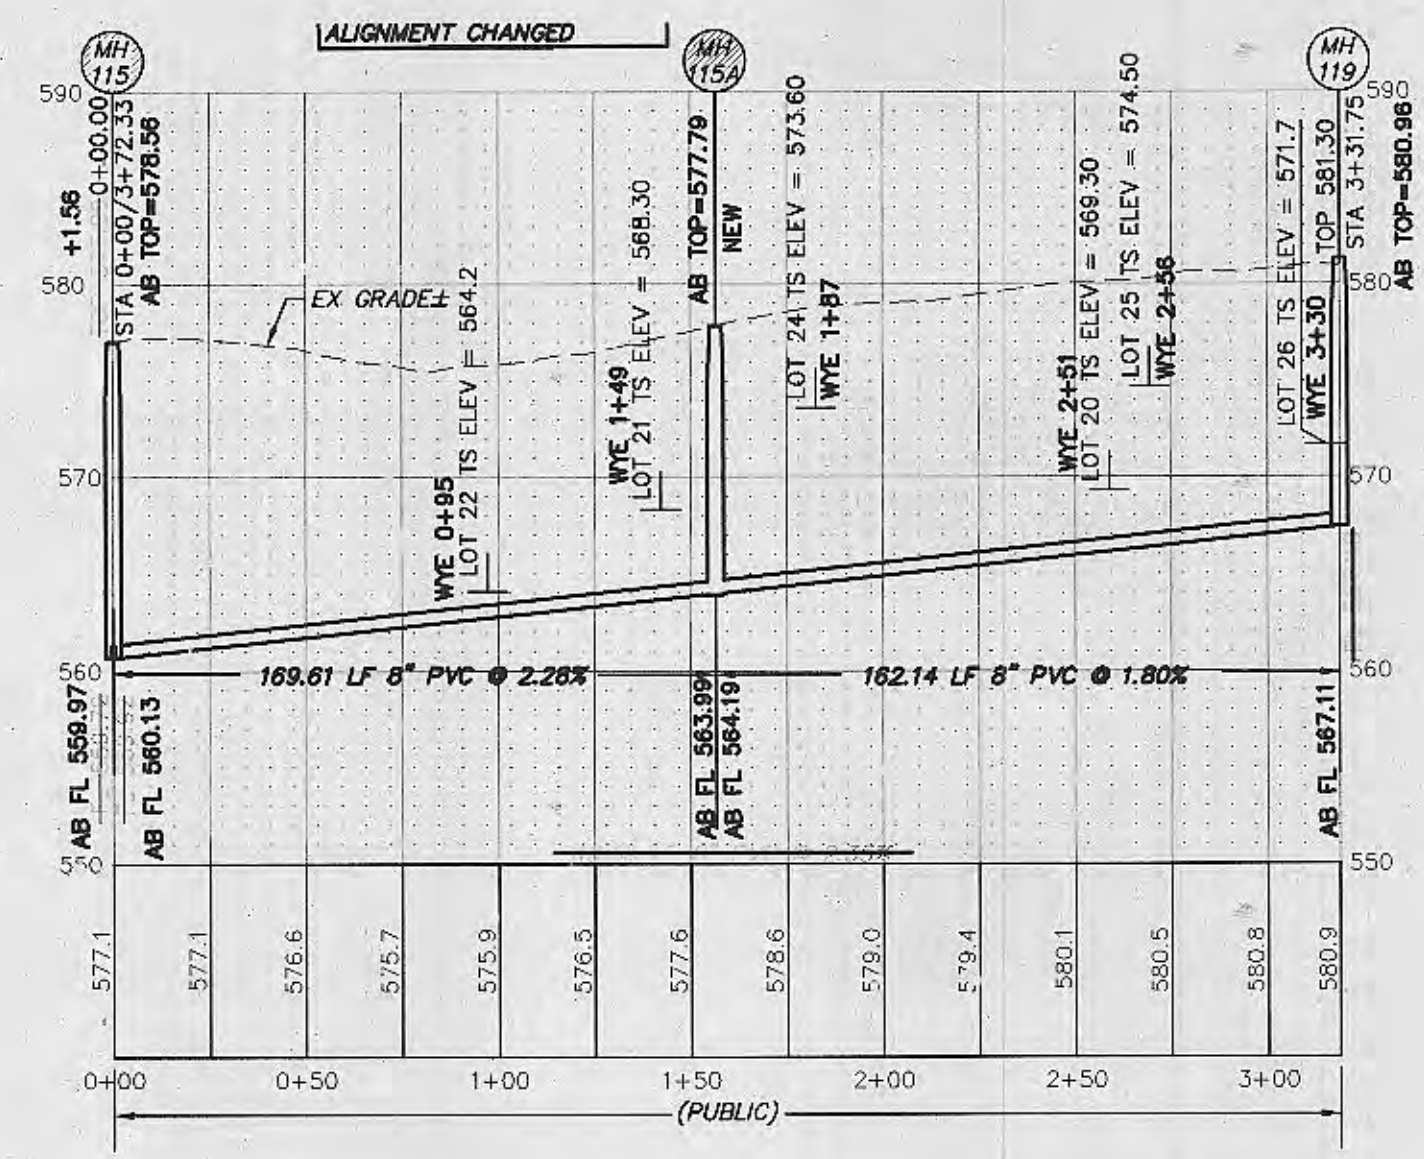 ALIGNMENT CHANGED
MH
115
MH
115A
MH
119
590
590
580
580
570
570
560
560
550
550
+1.56
0+00.00
STA 0+00/3+72.33
AB TOP=578.56
EX GRADE±
WYE 0+95
LOT 22 TS ELEV = 564.2
WYE 1+49
LOT 21 TS ELEV = 568.30
AB TOP=577.79
NEW
LOT 24 TS ELEV = 573.60
WYE 1+87
WYE 2+51
LOT 20 TS ELEV = 569.30
LOT 25 TS ELEV = 574.50
WYE 2+56
LOT 26 TS ELEV = 571.7
WYE 3+30
TOP 581.30
STA 3+31.75
AB TOP=580.96
169.61 LF 8" PVC @ 2.26%
162.14 LF 8" PVC @ 1.80%
AB FL 559.97
AB FL 560.13
AB FL 563.99
AB FL 564.19
AB FL 567.11
577.1
577.1
576.6
575.7
575.9
576.5
577.6
578.6
579.0
579.4
580.1
580.5
580.8
580.9
0+00
0+50
1+00
1+50
2+00
2+50
3+00
(PUBLIC)